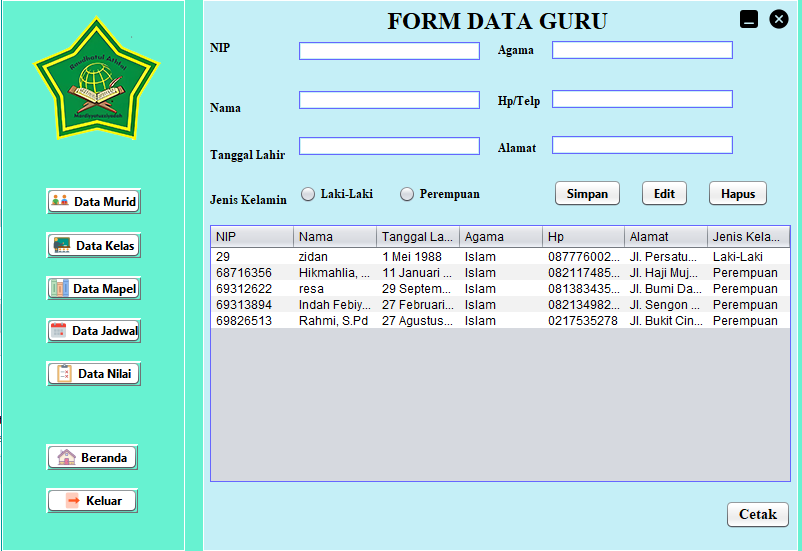 Roudhatul Athfal
Data Murid
Data Kelas
Data Mapel
Data Jadwal
Data Nilai
Beranda
Keluar
FORM DATA GURU
NIP
Agama
Nama
Hp/Telp
Tanggal Lahir
Alamat
Jenis Kelamin Laki-Laki Perempuan Simpan Edit Hapus
NIP Nama Tanggal La... Agama Hp Alamat Jenis Kela...
29 zidan 1 Mei 1988 Islam 087776002... Jl. Persatu... Laki-Laki
68716356 Hikmahlia, ... 11 Januari ... Islam 082117485... Jl. Haji Muj... Perempuan
69312622 resa 29 Septem... Islam 081383435... Jl. Bumi Da... Perempuan
69313894 Indah Febiy... 27 Februari... Islam 082134982... Jl. Sengon ... Perempuan
69826513 Rahmi, S.Pd 27 Agustus... Islam 0217535278 Jl. Bukit Cin... Perempuan
Cetak